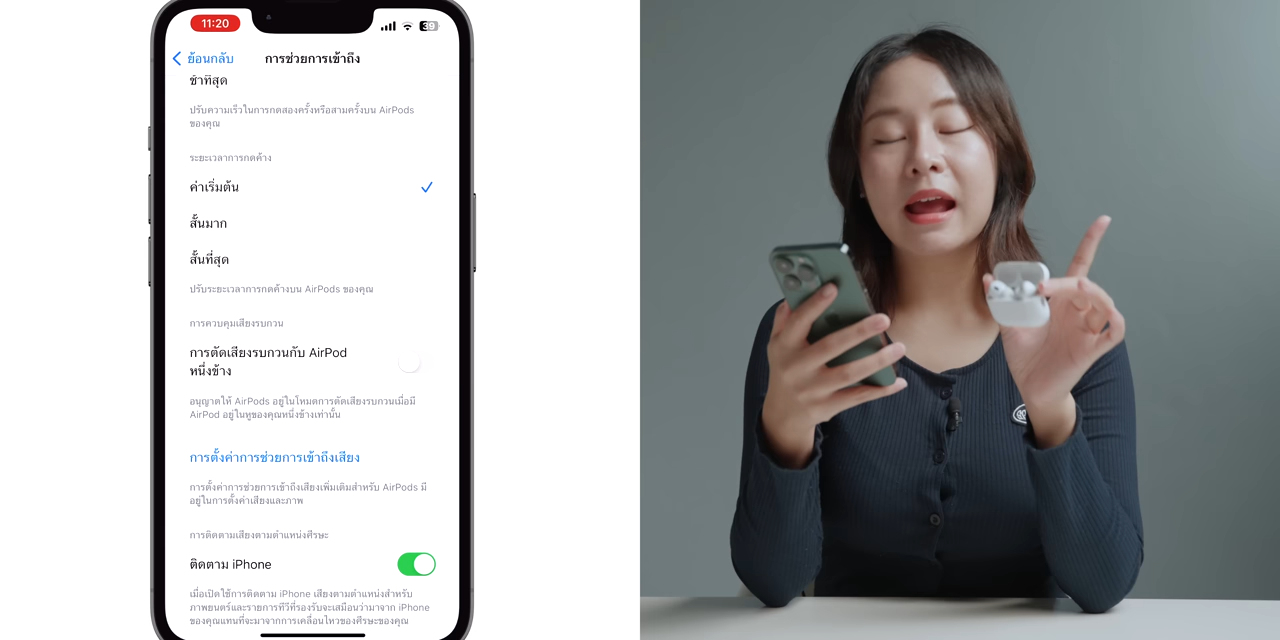 11:20
39
ย้อนกลับ
การช่วยการเข้าถึง
ช้าที่สุด
ปรับความเร็วในการกดสองครั้งหรือสามครั้งบน AirPods
ของคุณ
ระยะเวลาการกดค้าง
ค่าเริ่มต้น
สั้นมาก
สั้นที่สุด
ปรับระยะเวลาการกดค้างบน AirPods ของคุณ
การควบคุมเสียงรบกวน
การตัดเสียงรบกวนกับ AirPod
หนึ่งข้าง
อนุญาตให้ AirPods อยู่ในโหมดการตัดเสียงรบกวนเมื่อมี
AirPod อยู่ในหูของคุณหนึ่งข้างเท่านั้น
การตั้งค่าการช่วยการเข้าถึงเสียง
การตั้งค่าการช่วยการเข้าถึงเสียงเพิ่มเติมสำหรับ AirPods มี
อยู่ในการตั้งค่าเสียงและภาพ
การติดตามเสียงตามตำแหน่งศีรษะ
ติดตาม iPhone
เมื่อเปิดใช้การติดตาม iPhone เสียงตามตำแหน่งสำหรับ
ภาพยนตร์และรายการทีวีที่รองรับจะเสมือนว่ามาจาก iPhone
ของคุณแทนที่จะมาจากการเคลื่อนไหวของศีรษะของคุณ